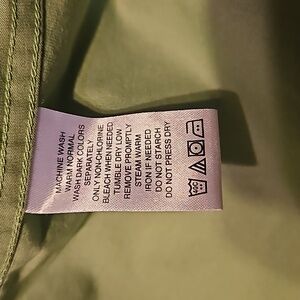 MACHINE WASH
WARM NORMAL
WASH DARK COLORS
SEPARATELY
ONLY NON-CHLORINE
BLEACH WHEN NEEDED
TUMBLE DRY LOW
REMOVE PROMPTLY
STEAM WARM
IRON IF NEEDED
DO NOT STARCH
DO NOT PRESS DRY